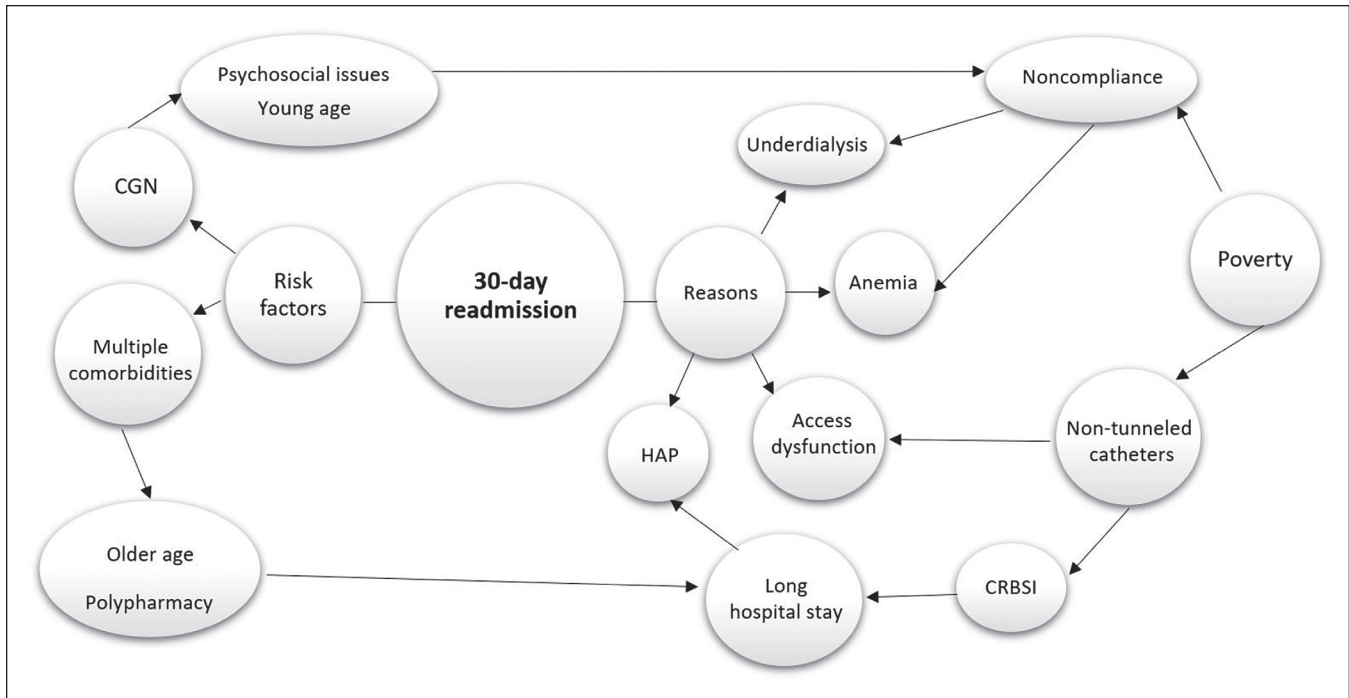 Psychosocial issues
Young age
Noncompliance
Underdialysis
CGN
Risk
factors
30-day
readmission
Reasons
Anemia
Poverty
Multiple
comorbidities
HAP
Access
dysfunction
Non-tunneled
catheters
Older age
Polypharmacy
Long
hospital stay
CRBSI